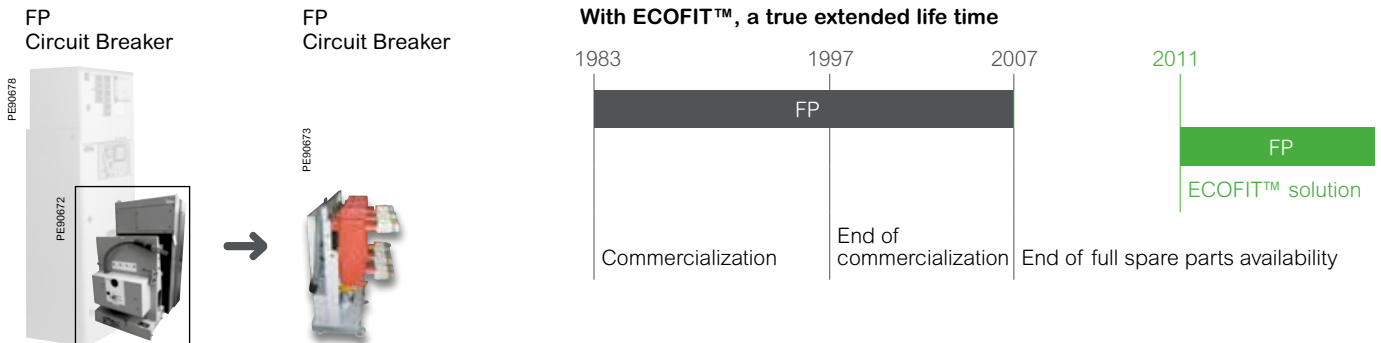 FP
Circuit Breaker
PE90678
PE90672
FP
Circuit Breaker
PE90673
With ECOFIT™, a true extended life time
1983
1997
2007
2011
FP
FP
ECOFIT™ solution
Commercialization
End of
commercialization
End of full spare parts availability